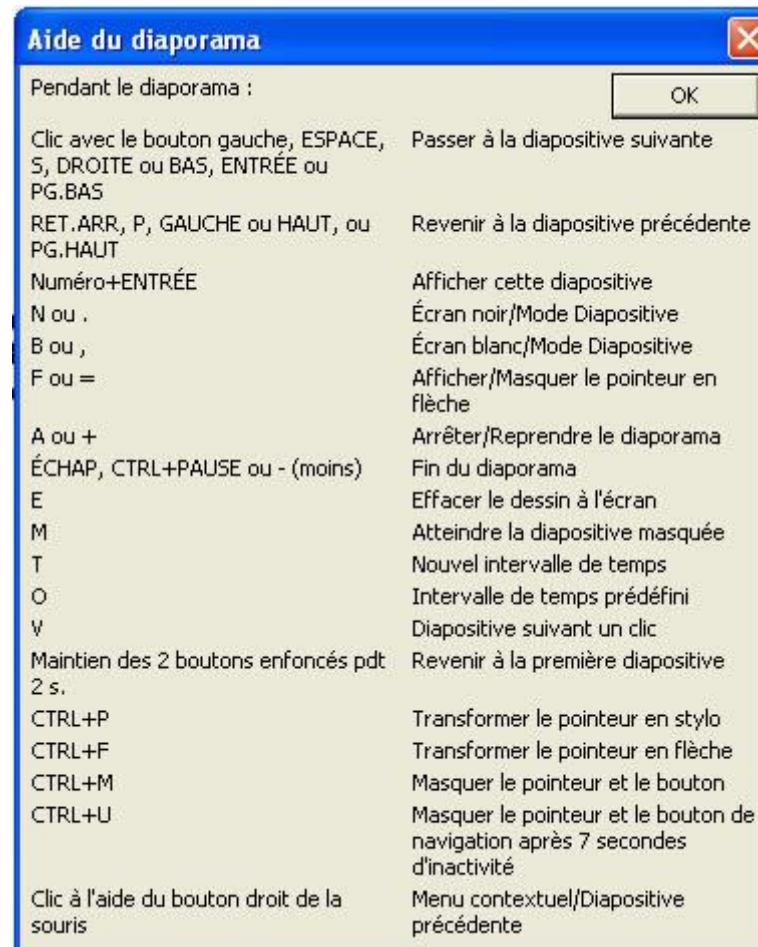 Aide du diaporama
Pendant le diaporama :
OK
Clic avec le bouton gauche, ESPACE,
S, DROITE ou BAS, ENTRÉE ou
PG.BAS
Passer à la diapositive suivante
RET.ARR, P, GAUCHE ou HAUT, ou
PG.HAUT
Revenir à la diapositive précédente
Numéro+ENTRÉE
Afficher cette diapositive
N ou .
Écran noir/Mode Diapositive
B ou ,
Écran blanc/Mode Diapositive
F ou =
Afficher/Masquer le pointeur en
flèche
A ou +
Arrêter/Reprendre le diaporama
ÉCHAP, CTRL+PAUSE ou - (moins)
Fin du diaporama
E
Effacer le dessin à l'écran
M
Atteindre la diapositive masquée
T
Nouvel intervalle de temps
O
Intervalle de temps prédéfini
V
Diapositive suivant un clic
Maintien des 2 boutons enfoncés pdt
2 s.
Revenir à la première diapositive
CTRL+P
Transformer le pointeur en stylo
CTRL+F
Transformer le pointeur en flèche
CTRL+M
Masquer le pointeur et le bouton
CTRL+U
Masquer le pointeur et le bouton de
navigation après 7 secondes
d'inactivité
Clic à l'aide du bouton droit de la
souris
Menu contextuel/Diapositive
précédente